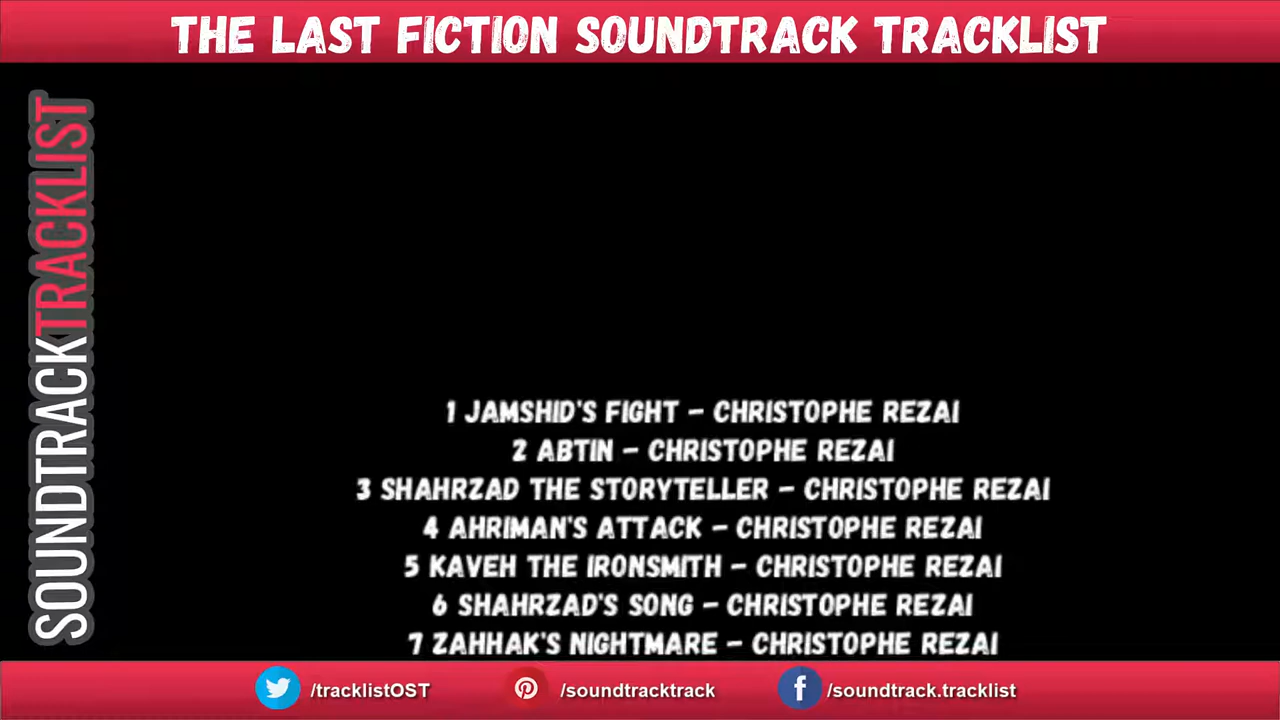 THE LAST FICTION SOUNDTRACK TRACKLIST
SOUNDTRACKTRACKLIST
1 JAMSHID'S FIGHT – CHRISTOPHE REZAI
2 ABTIN – CHRISTOPHE REZAI
3 SHAHRZAD THE STORYTELLER – CHRISTOPHE REZAI
4 AHRIMAN'S ATTACK – CHRISTOPHE REZAI
5 KAVEH THE IRONSMITH – CHRISTOPHE REZAI
6 SHAHRZAD'S SONG – CHRISTOPHE REZAI
7 ZAHHAK'S NIGHTMARE – CHRISTOPHE REZAI
/tracklistOST /soundtracktrack /soundtrack.tracklist